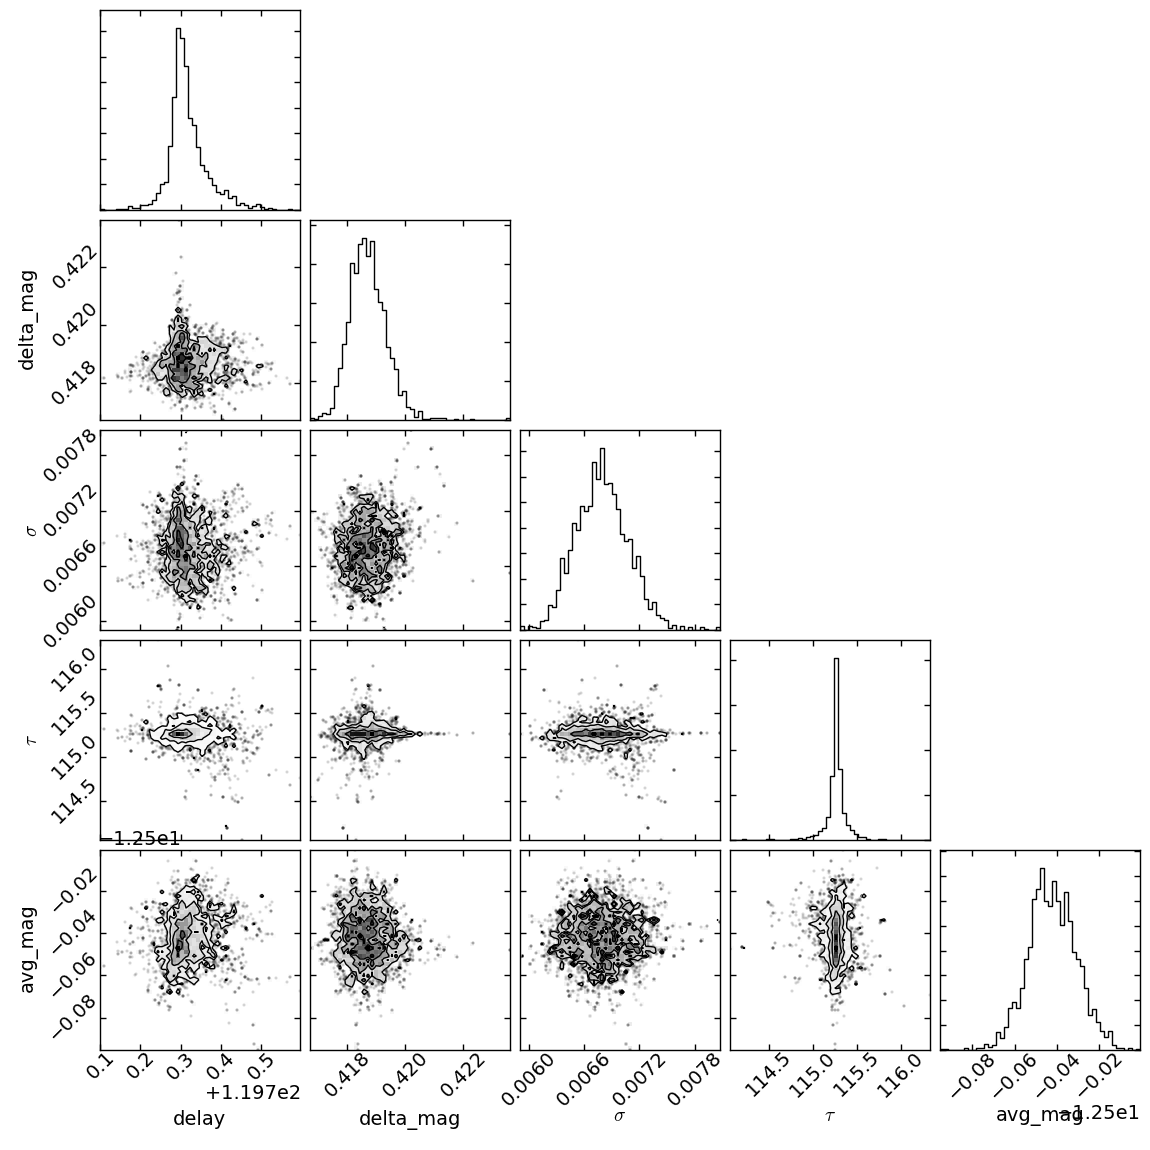 delta_mag
0.422
0.420
0.418
σ
0.0078
0.0072
0.0066
0.0060
τ
116.0
115.5
115.0
114.5
−1.25e1
avg_mag
−0.02
−0.04
−0.06
−0.08
0.1 0.2 0.3 0.4 0.5
+1.197e2
delay
0.418 0.420 0.422
delta_mag
0.0060 0.0066 0.0072 0.0078
σ
114.5 115.0 115.5 116.0
τ
−0.08 −0.06 −0.04 −0.02
−1.25e1
avg_mag